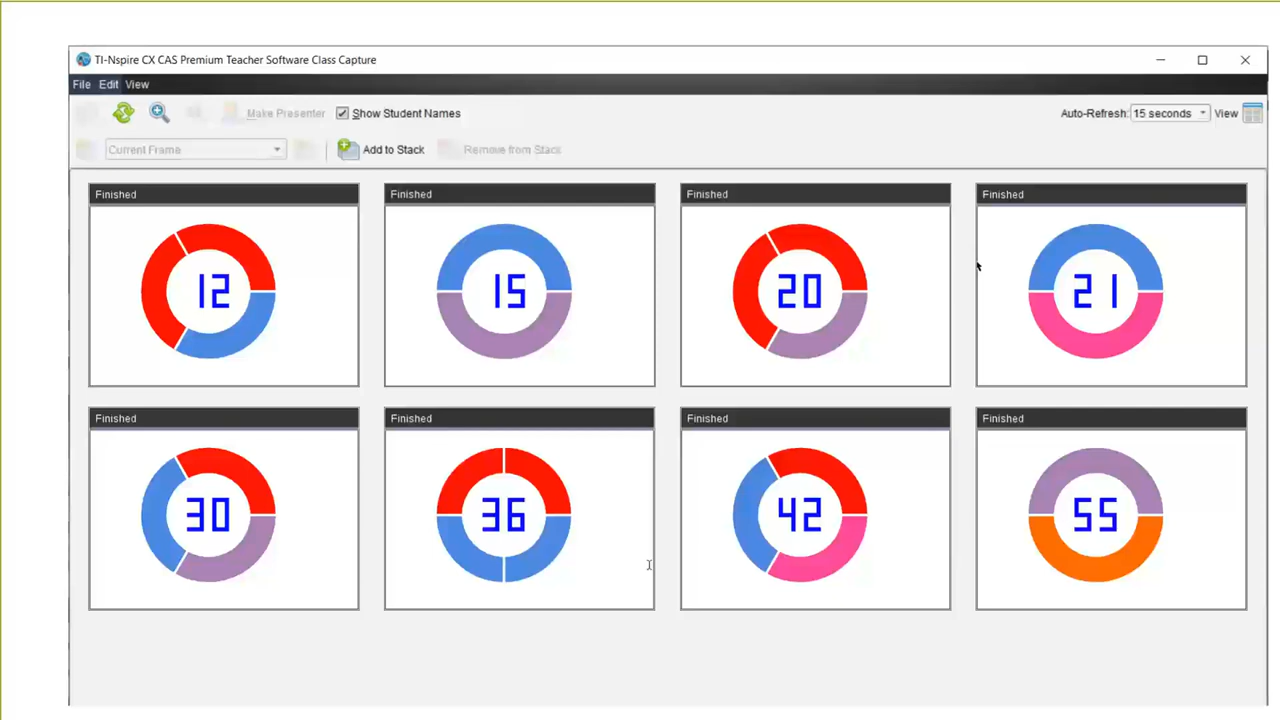 TI-Nspire CX CAS Premium Teacher Software Class Capture
File Edit View
Make Presenter Show Student Names Auto-Refresh: 15 seconds View
Current Frame Add to Stack Remove from Stack
Finished Finished Finished Finished
12 15 20 21
Finished Finished Finished Finished
30 36 42 55